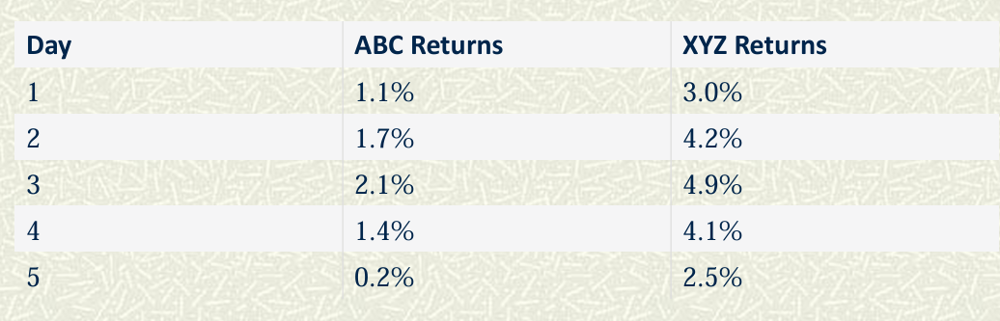 Day ABC Returns XYZ Returns
1 1.1% 3.0%
2 1.7% 4.2%
3 2.1% 4.9%
4 1.4% 4.1%
5 0.2% 2.5%